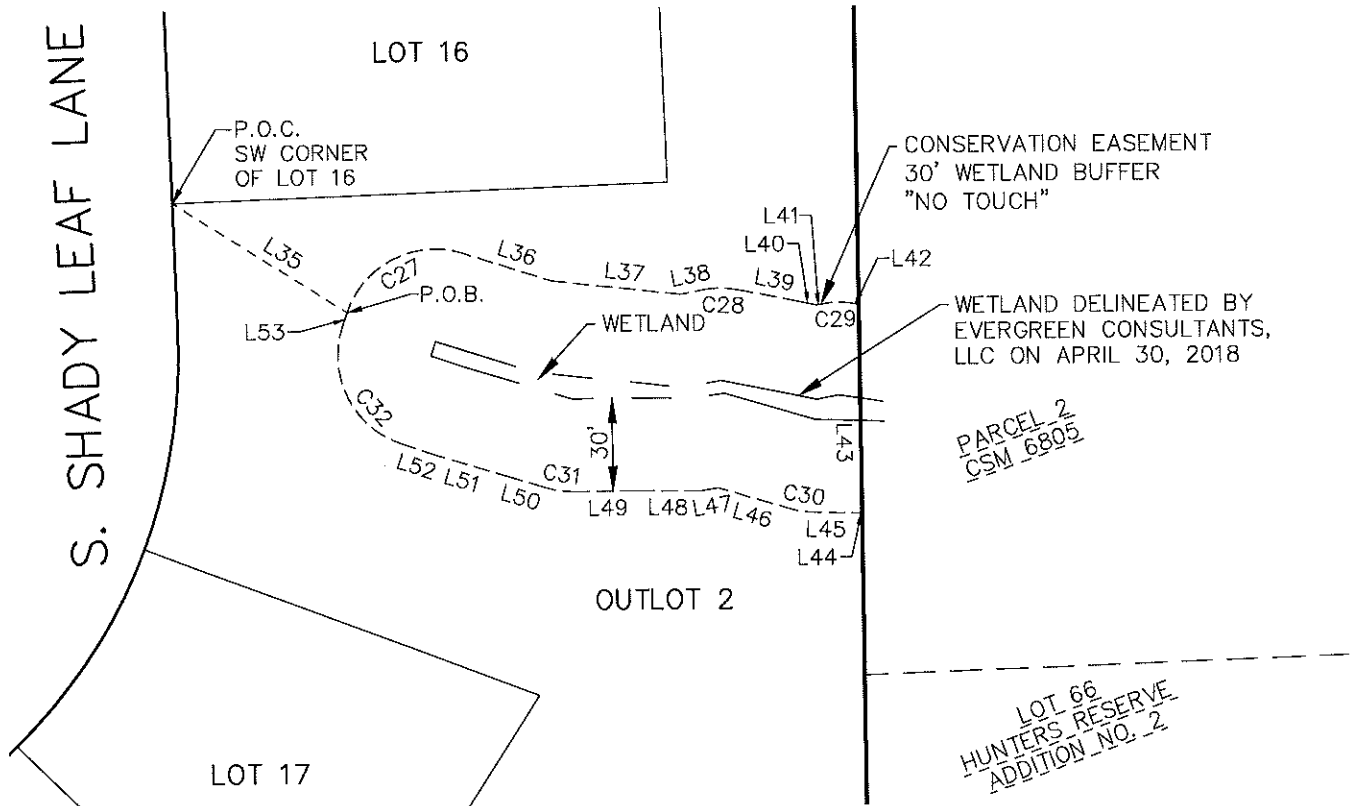 S. SHADY LEAF LANE
LOT 16
P.O.C.
SW CORNER
OF LOT 16
CONSERVATION EASEMENT
30' WETLAND BUFFER
"NO TOUCH"
L41
L40
L35
L36
C27
L37
L38
L39
C28
C29
L42
P.O.B.
L53
WETLAND
WETLAND DELINEATED BY
EVERGREEN CONSULTANTS,
LLC ON APRIL 30, 2018
C32
30'
L43
PARCEL 2
CSM 6805
L52
L51
L50
C31
L49
L48
L47
L46
C30
L45
L44
OUTLOT 2
LOT 66
HUNTERS RESERVE
ADDITION NO. 2
LOT 17